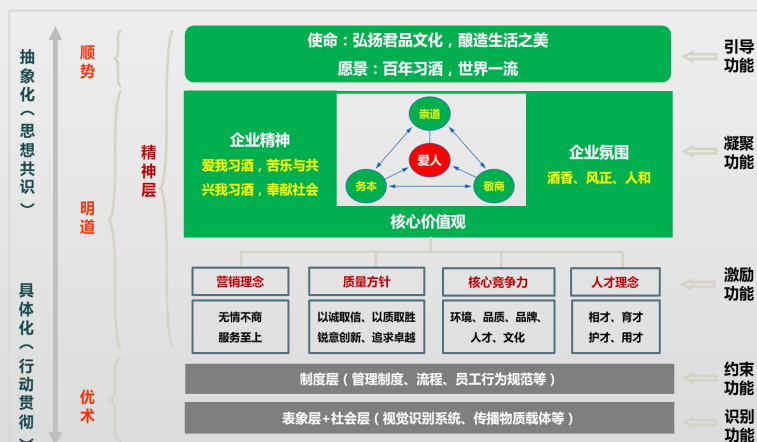 使命：弘扬君品文化，酿造生活之美
愿景：百年习酒，世界一流
引导
功能
顺
势
抽
象
化
（
思
想
共
识
）
企业精神
爱我习酒，苦乐与共
兴我习酒，奉献社会
崇道
爱人
务本
敬商
企业氛围
酒香、风正、人和
核心价值观
凝聚
功能
精
神
层
明
道
营销理念
质量方针
核心竞争力
人才理念
无情不商
服务至上
以诚取信、以质取胜
锐意创新、追求卓越
环境、品质、品牌、
人才、文化
相才、育才
护才、用才
激励
功能
具
体
化
（
行
动
贯
彻
）
优
术
制度层（管理制度、流程、员工行为规范等）
约束
功能
表象层+社会层（视觉识别系统、传播物质载体等）
识别
功能